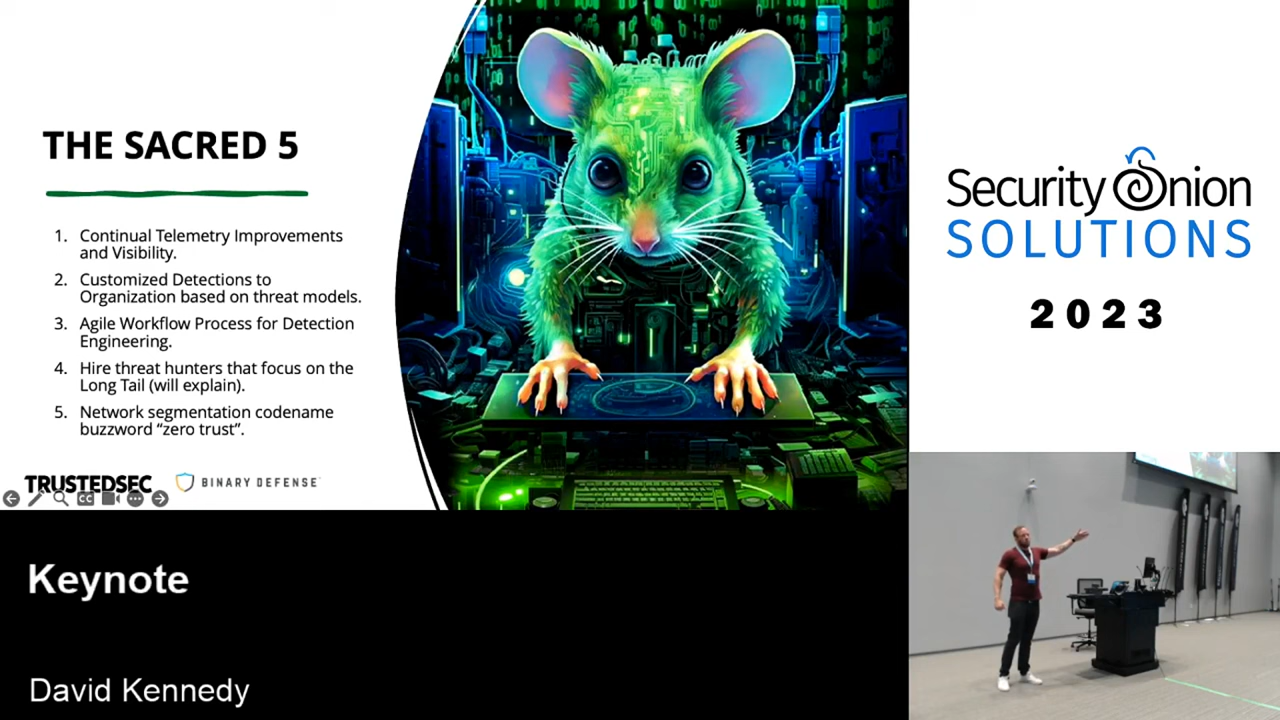 THE SACRED 5
1. Continual Telemetry Improvements
and Visibility.
2. Customized Detections to
Organization based on threat models.
3. Agile Workflow Process for Detection
Engineering.
4. Hire threat hunters that focus on the
Long Tail (will explain).
5. Network segmentation codename
buzzword “zero trust”.
TRUSTEDSEC
BINARY DEFENSE
CC
Security Onion
SOLUTIONS
2023
Keynote
David Kennedy